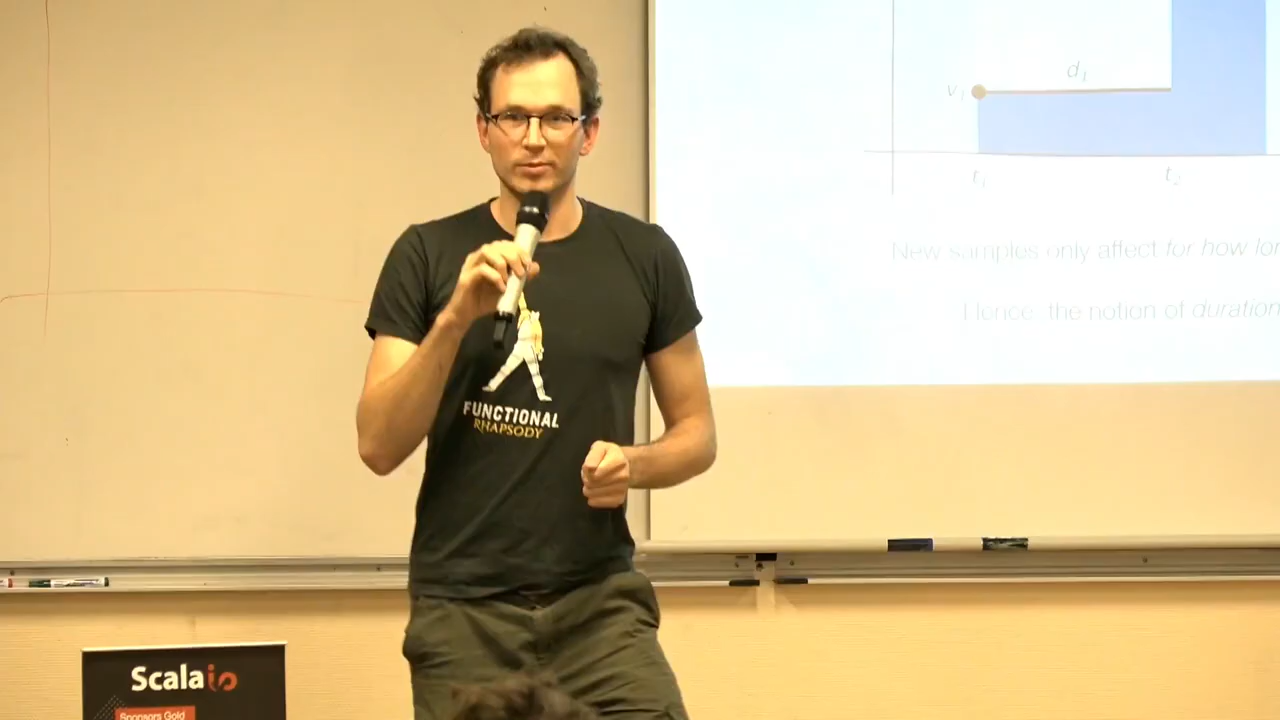 d₁
v₁
t₁
t₂
New samples only affect for how lon
Hence, the notion of duration
FUNCTIONAL
RHAPSODY
Scalaio
Sponsors Gold